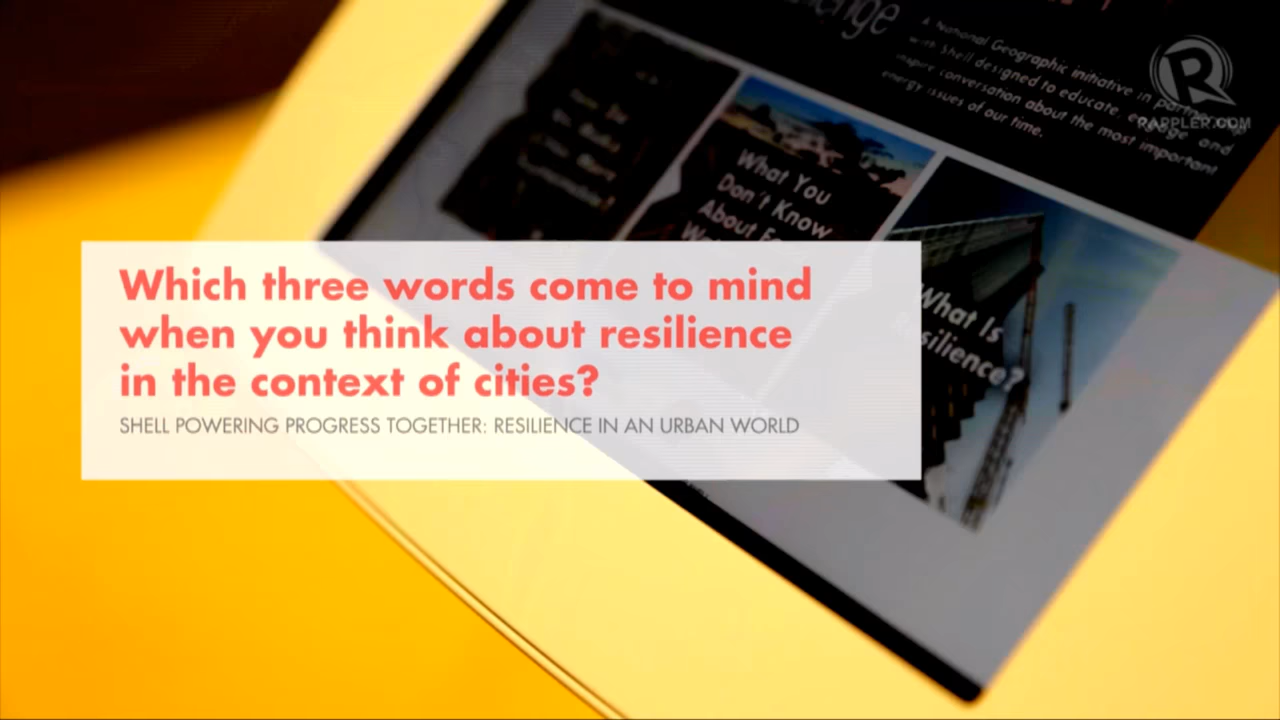 A National Geographic initiative in
with Shell designed to educate, engage and
inspire conversation about the most important
energy issues of our time.
R
RAPPLER.COM
What You
Don't Know
About
What Is
Which three words come to mind
when you think about resilience
in the context of cities?
SHELL POWERING PROGRESS TOGETHER: RESILIENCE IN AN URBAN WORLD